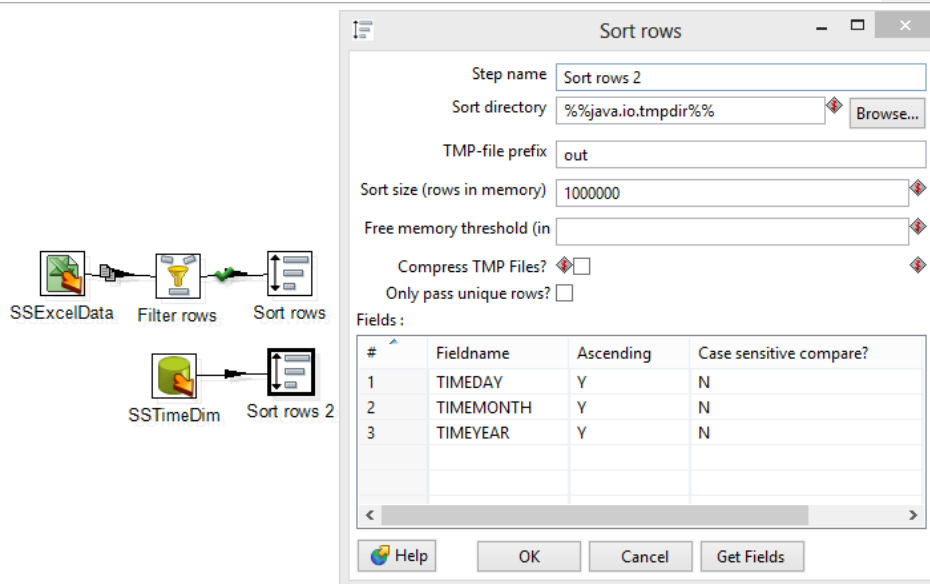 Sort rows
Step name Sort rows 2
Sort directory %%java.io.tmpdir%% Browse...
TMP-file prefix out
Sort size (rows in memory) 1000000
Free memory threshold (in
Compress TMP Files?
Only pass unique rows?
Fields :
# Fieldname Ascending Case sensitive compare?
1 TIMEDAY Y N
2 TIMEMONTH Y N
3 TIMEYEAR Y N
Help OK Cancel Get Fields
SSExcelData Filter rows Sort rows
SSTimeDim Sort rows 2